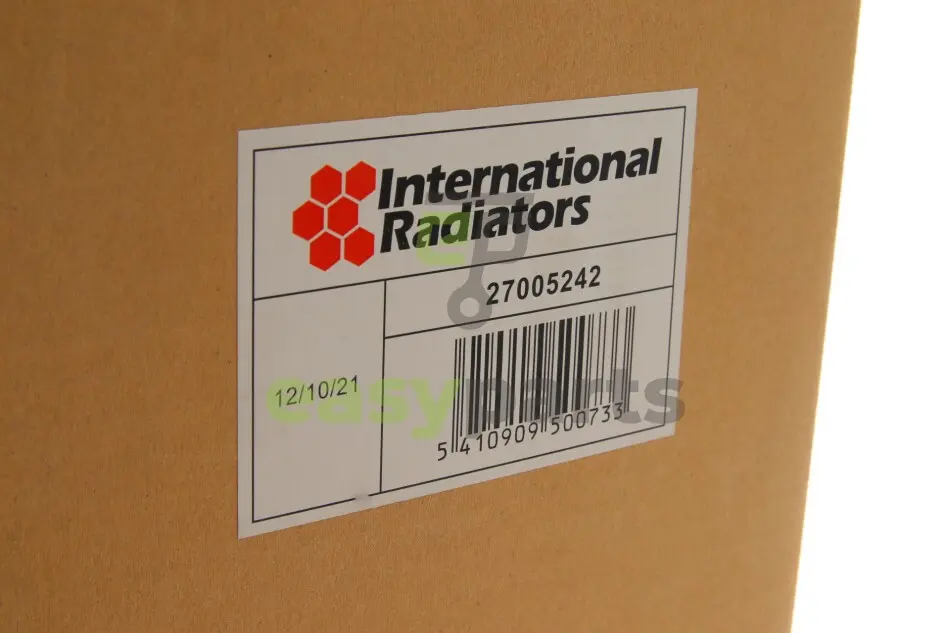 International
Radiators
27005242
12/10/21
easyparts
5 410909 500733